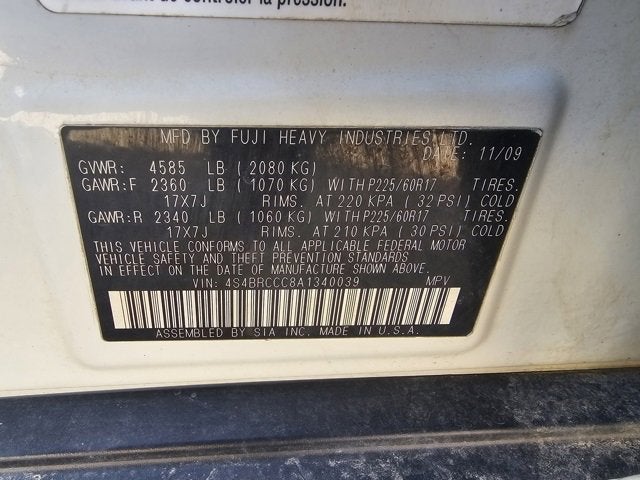 de contrôler la pression.
MFD BY FUJI HEAVY INDUSTRIES LTD.
DATE: 11/09
GVWR: 4585 LB ( 2080 KG)
GAWR:F 2360 LB ( 1070 KG) WITH P225/60R17 TIRES.
17X7J RIMS. AT 220 KPA ( 32 PSI) COLD
GAWR:R 2340 LB ( 1060 KG) WITH P225/60R17 TIRES.
17X7J RIMS. AT 210 KPA ( 30 PSI) COLD
THIS VEHICLE CONFORMS TO ALL APPLICABLE FEDERAL MOTOR
VEHICLE SAFETY AND THEFT PREVENTION STANDARDS
IN EFFECT ON THE DATE OF MANUFACTURE SHOWN ABOVE.
VIN: 4S4BRCCC8A1340039 MPV
ASSEMBLED BY SIA INC. MADE IN U.S.A.